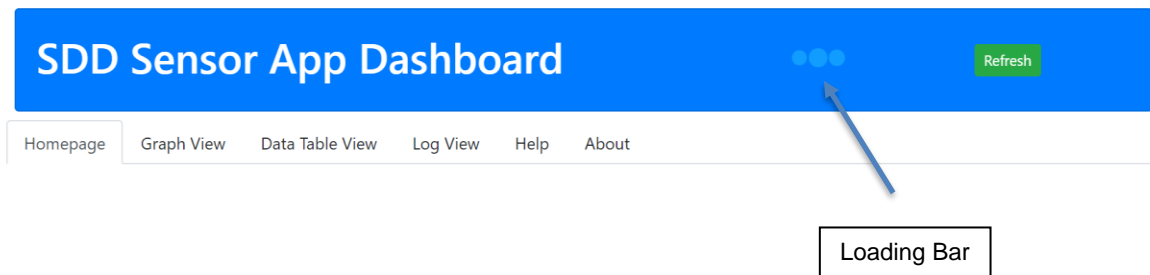 SDD Sensor App Dashboard
Refresh
Homepage Graph View Data Table View Log View Help About
Loading Bar